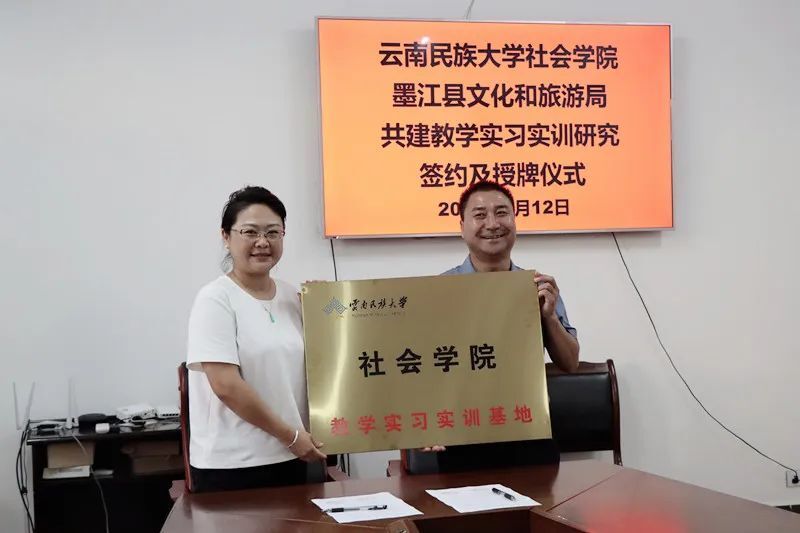 云南民族大学社会学院
墨江县文化和旅游局
共建教学实习实训研究
签约及授牌仪式
20
月12日
雲南民族大学
社会学院
教学实习实训基地